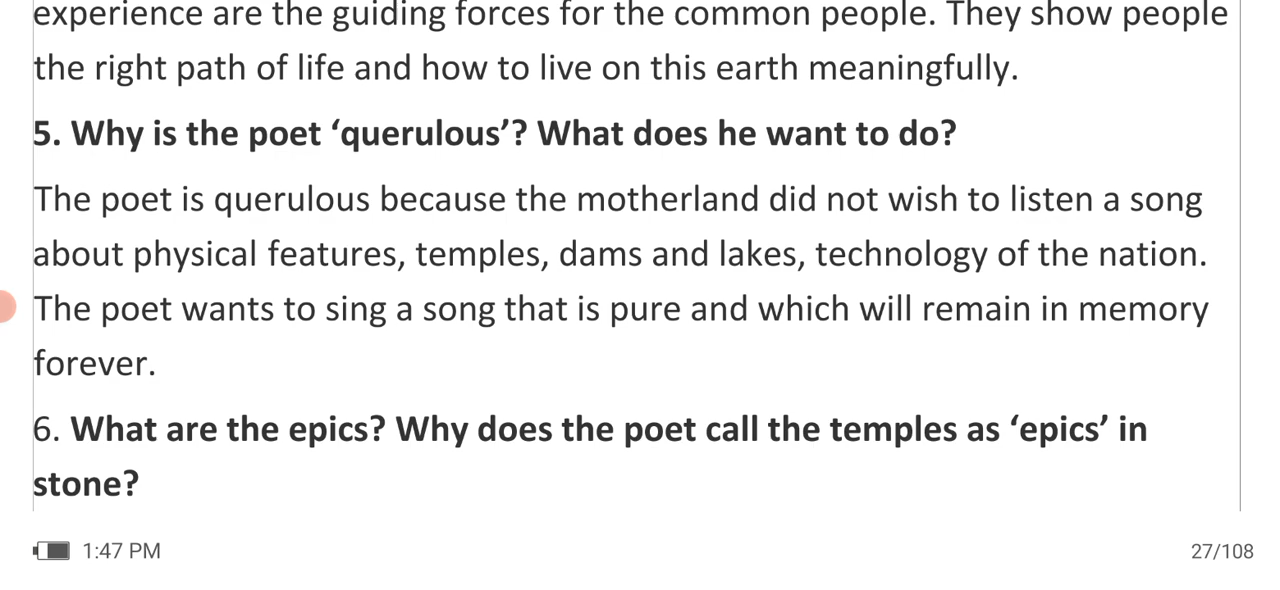 experience are the guiding forces for the common people. They show people
the right path of life and how to live on this earth meaningfully.
5. Why is the poet ‘querulous’? What does he want to do?
The poet is querulous because the motherland did not wish to listen a song
about physical features, temples, dams and lakes, technology of the nation.
The poet wants to sing a song that is pure and which will remain in memory
forever.
6. What are the epics? Why does the poet call the temples as ‘epics’ in
stone?
1:47 PM 27/108